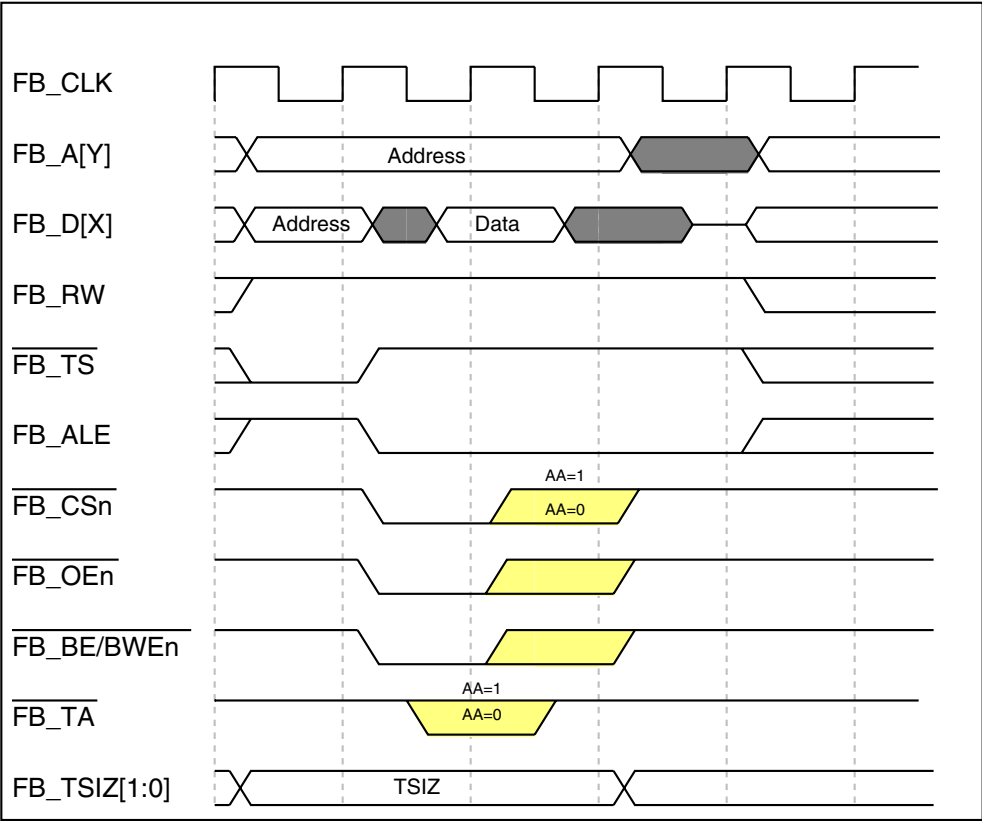 FB_CLK
FB_A[Y] Address
FB_D[X] Address Data
FB_RW
FB_TS
FB_ALE
AA=1
FB_CSn AA=0
FB_OEn
FB_BE/BWEn
AA=1
FB_TA AA=0
FB_TSIZ[1:0] TSIZ